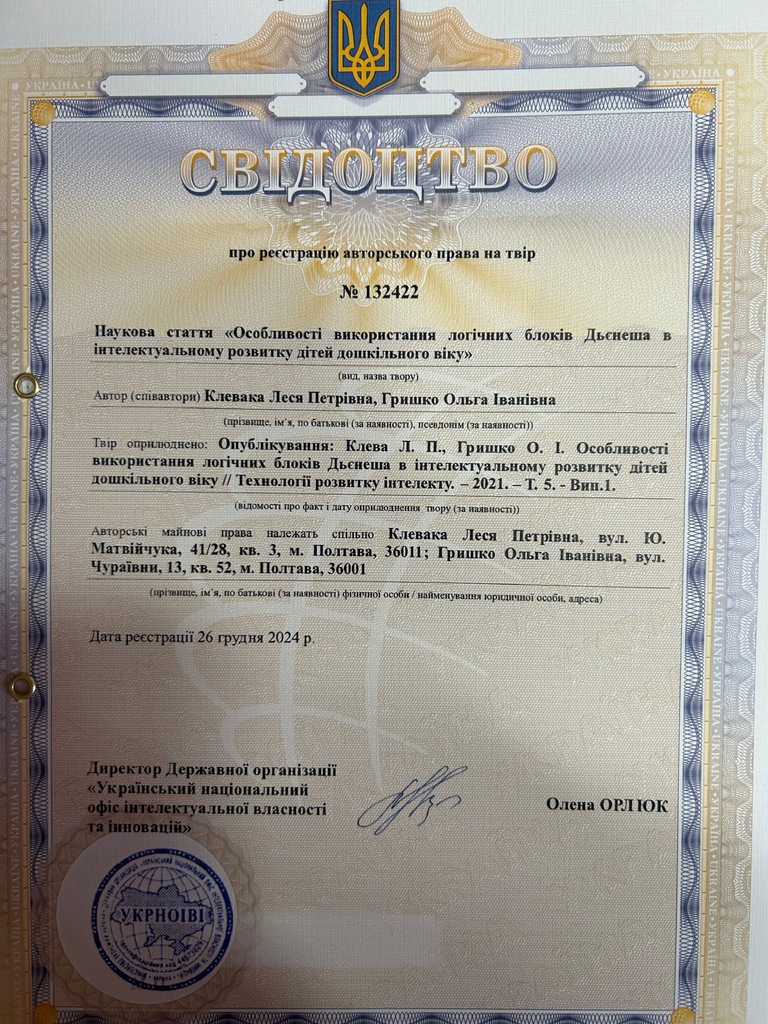 УКРАЇНА
УКРАЇНА
СВІДОЦТВО
про реєстрацію авторського права на твір
№ 132422
Наукова стаття «Особливості використання логічних блоків Дьєнеша в
інтелектуальному розвитку дітей дошкільного віку»
(вид, назва твору)
Автор (співавтори) Клевака Леся Петрівна, Гришко Ольга Іванівна
(прізвище, ім’я, по батькові (за наявності), псевдонім (за наявності))
Твір оприлюднено: Опублікування: Клева Л. П., Гришко О. І. Особливості
використання логічних блоків Дьєнеша в інтелектуальному розвитку дітей
дошкільного віку // Технології розвитку інтелекту. – 2021. – Т. 5. - Вип.1.
(відомості про факт і дату оприлюднення твору (за наявності))
Авторські майнові права належать спільно Клевака Леся Петрівна, вул. Ю.
Матвійчука, 41/28, кв. 3, м. Полтава, 36011; Гришко Ольга Іванівна, вул.
Чураївни, 13, кв. 52, м. Полтава, 36001
(прізвище, ім’я, по батькові (за наявності) фізичної особи / найменування юридичної особи, адреса)
Дата реєстрації 26 грудня 2024 р.
Директор Державної організації
«Український національний
офіс інтелектуальної власності
та інновацій»
Олена ОРЛЮК
УКРНОІВІ